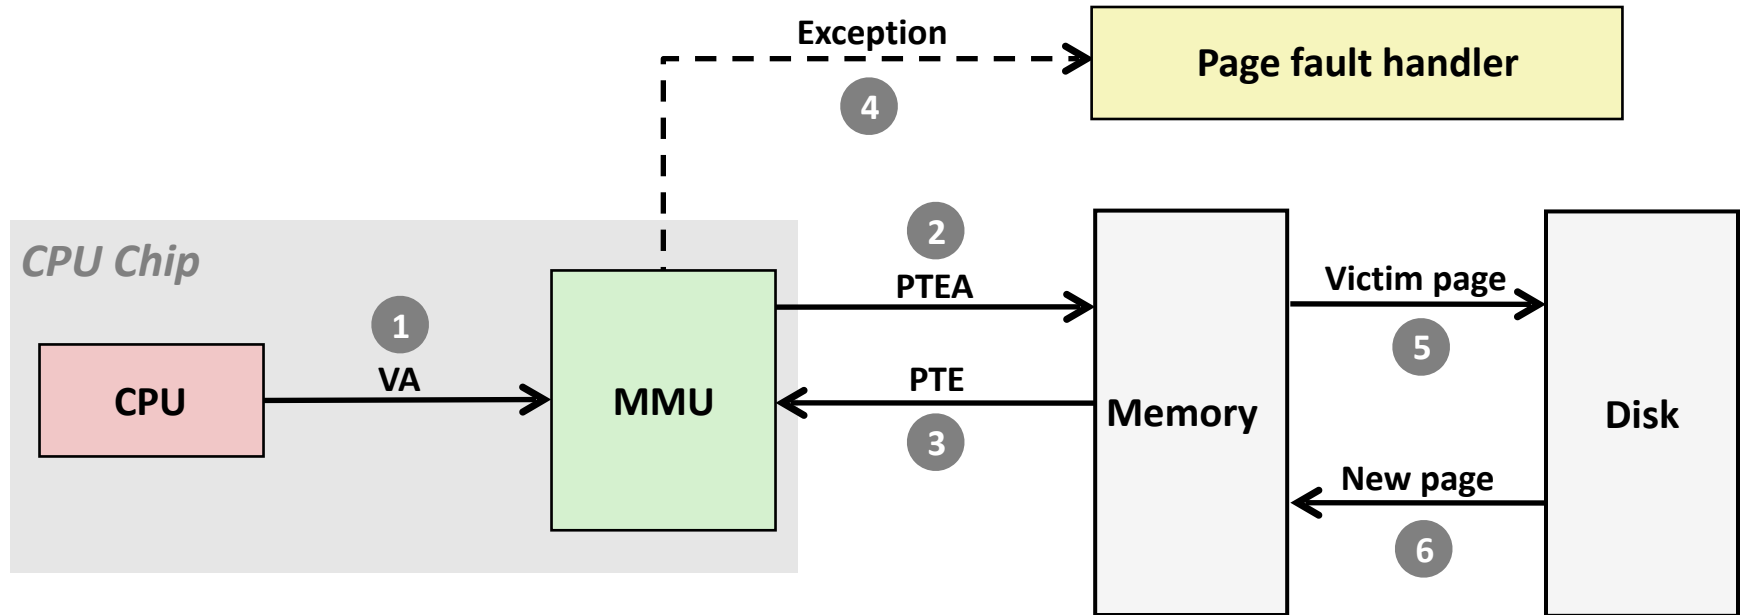 Exception
Page fault handler
4
CPU Chip
2
PTEA
Victim page
1
VA
5
CPU
MMU
PTE
3
Memory
Disk
New page
6